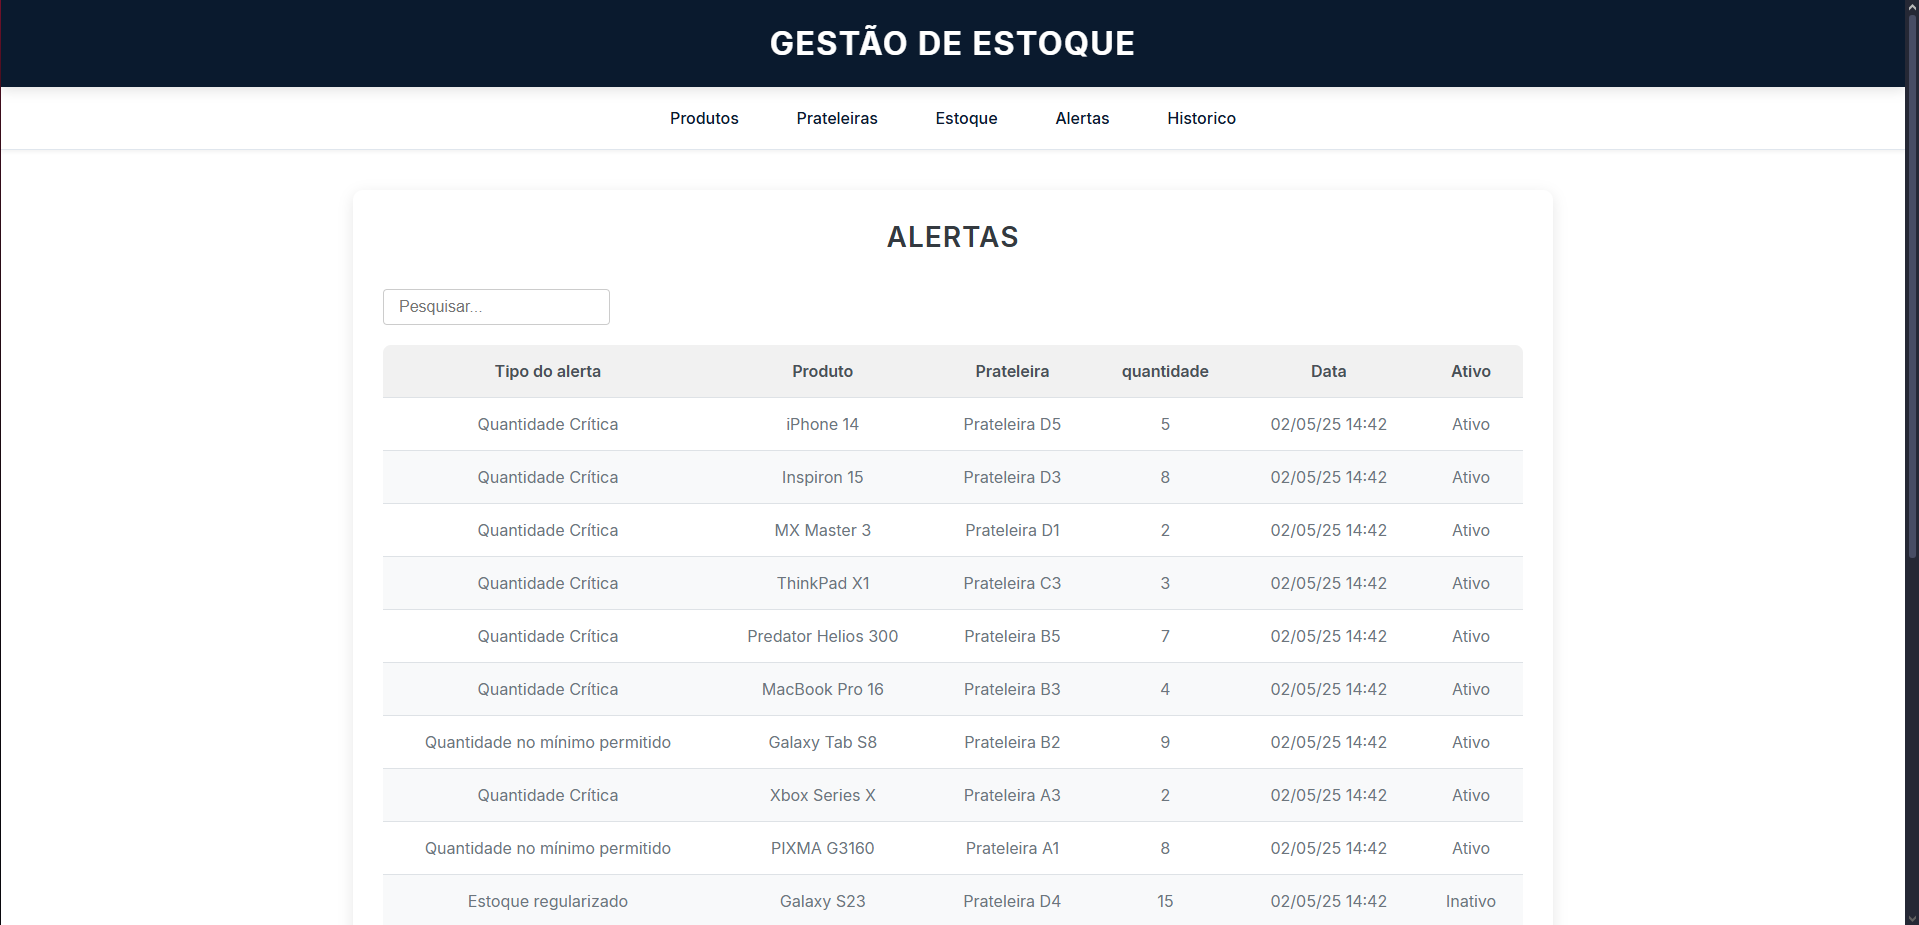 GESTÃO DE ESTOQUE
Produtos Prateleiras Estoque Alertas Historico
ALERTAS
Pesquisar...
Tipo do alerta Produto Prateleira quantidade Data Ativo
Quantidade Crítica iPhone 14 Prateleira D5 5 02/05/25 14:42 Ativo
Quantidade Crítica Inspiron 15 Prateleira D3 8 02/05/25 14:42 Ativo
Quantidade Crítica MX Master 3 Prateleira D1 2 02/05/25 14:42 Ativo
Quantidade Crítica ThinkPad X1 Prateleira C3 3 02/05/25 14:42 Ativo
Quantidade Crítica Predator Helios 300 Prateleira B5 7 02/05/25 14:42 Ativo
Quantidade Crítica MacBook Pro 16 Prateleira B3 4 02/05/25 14:42 Ativo
Quantidade no mínimo permitido Galaxy Tab S8 Prateleira B2 9 02/05/25 14:42 Ativo
Quantidade Crítica Xbox Series X Prateleira A3 2 02/05/25 14:42 Ativo
Quantidade no mínimo permitido PIXMA G3160 Prateleira A1 8 02/05/25 14:42 Ativo
Estoque regularizado Galaxy S23 Prateleira D4 15 02/05/25 14:42 Inativo